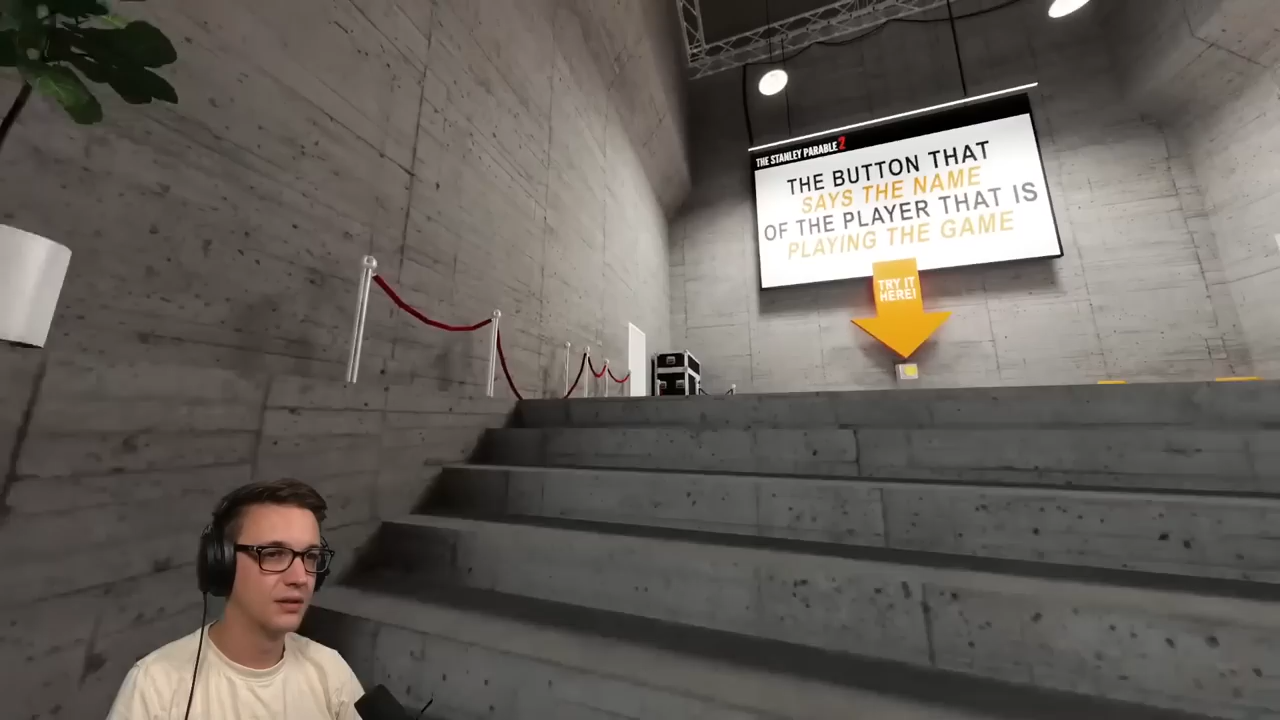 THE STANLEY PARABLE 2
THE BUTTON THAT
SAYS THE NAME
OF THE PLAYER THAT IS
PLAYING THE GAME
TRY IT
HERE!